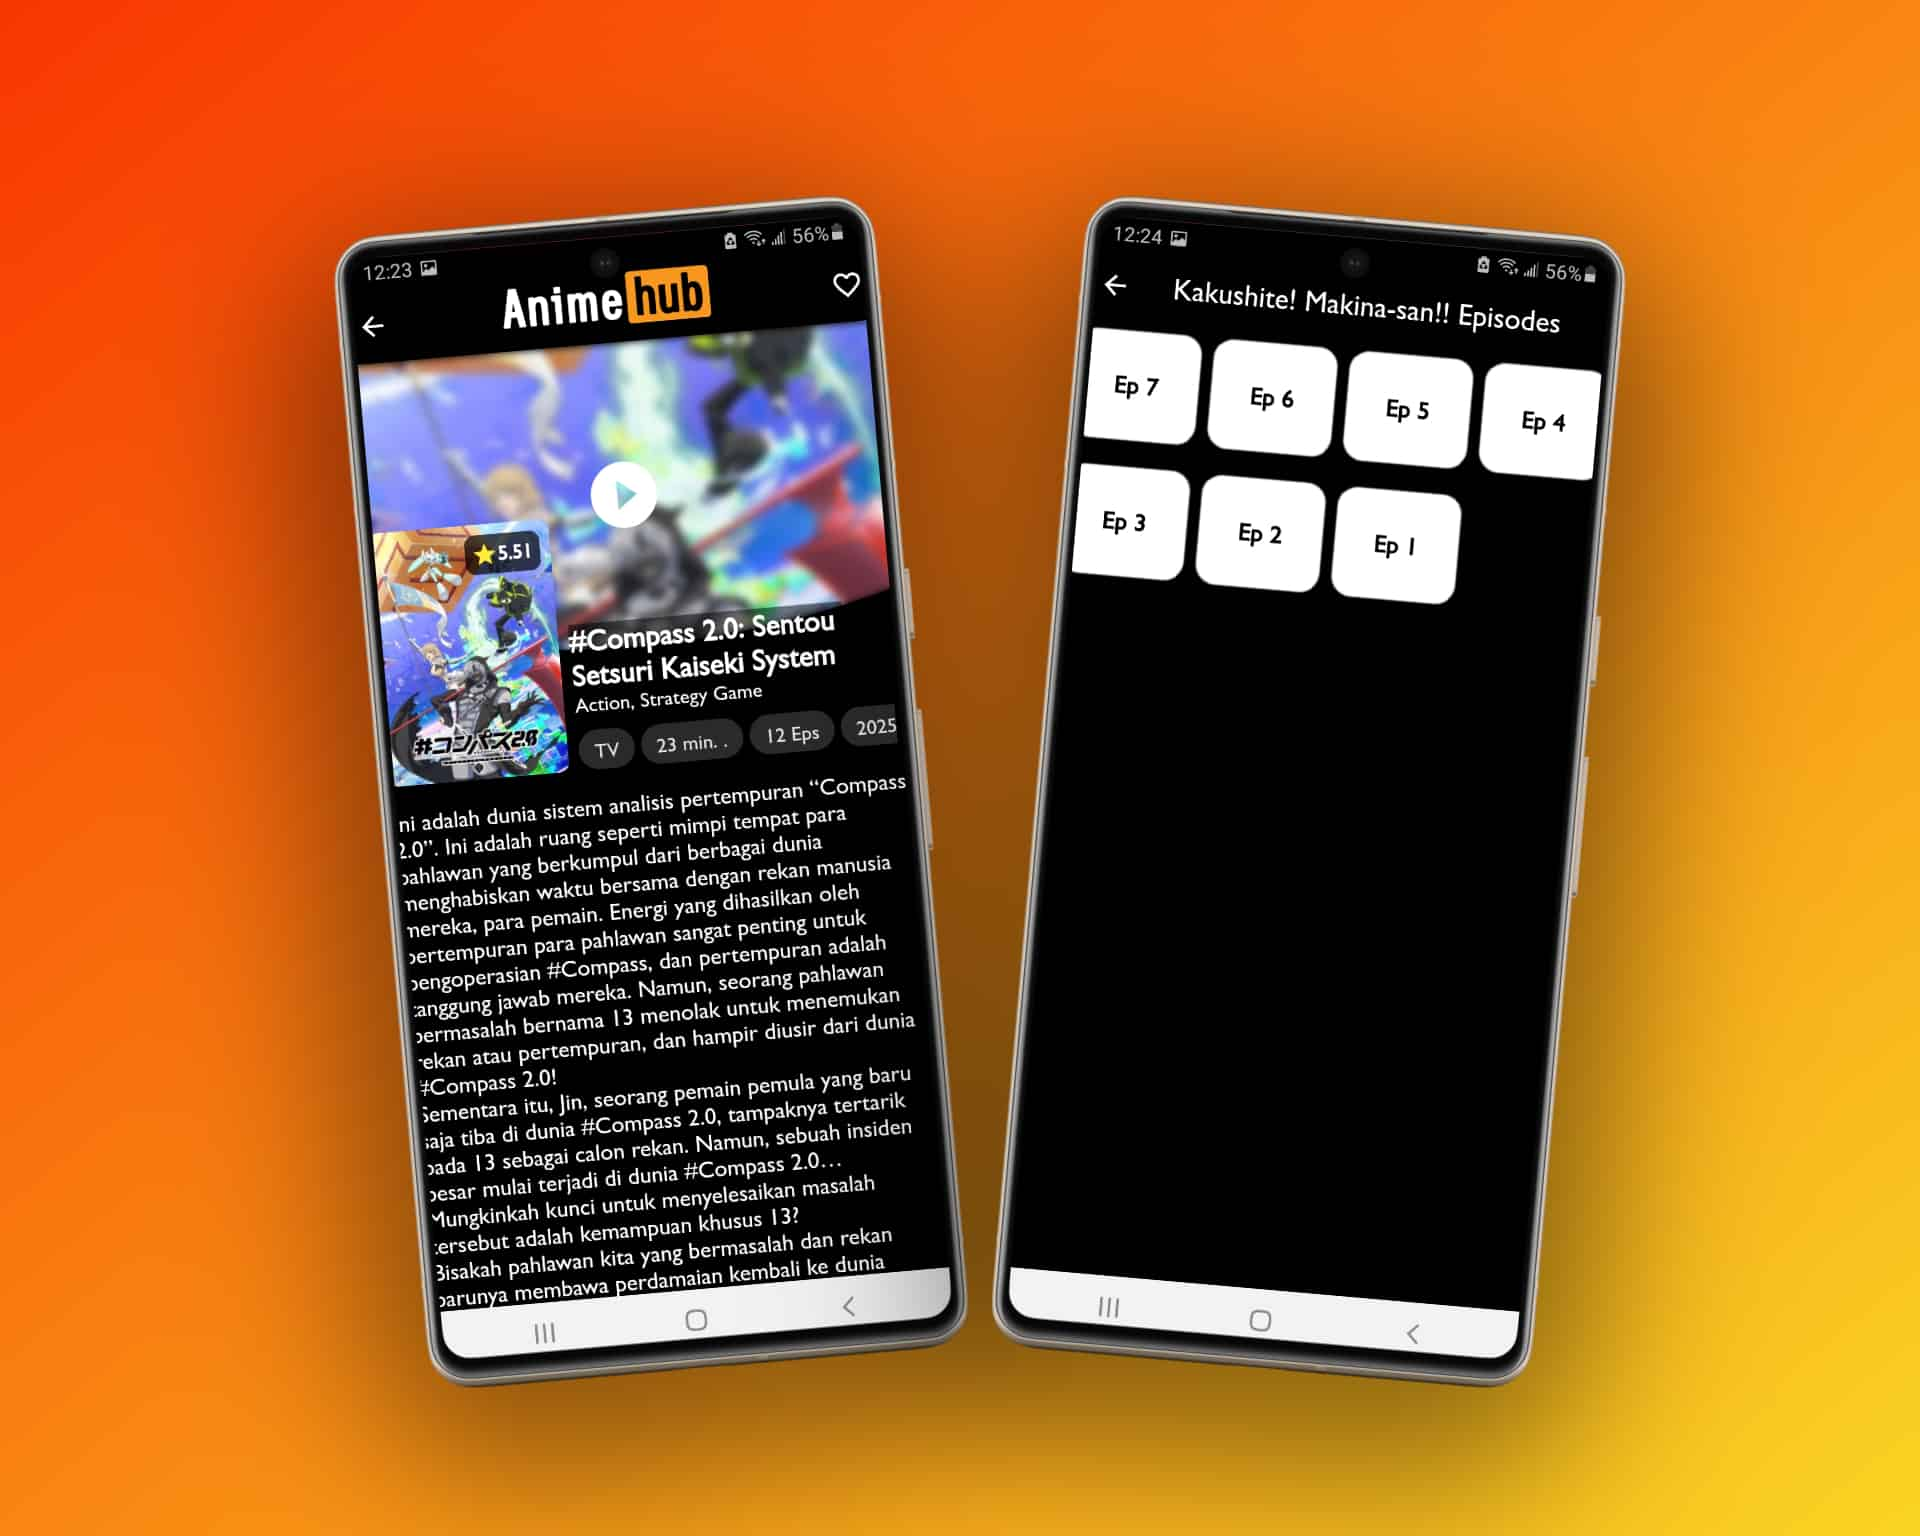 12:23
56%
Anime hub
5.51
#コンパス2.0
#Compass 2.0: Sentou
Setsuri Kaiseki System
Action, Strategy Game
TV
23 min. .
12 Eps
2025
ni adalah dunia sistem analisis pertempuran “Compass
2.0”. Ini adalah ruang seperti mimpi tempat para
pahlawan yang berkumpul dari berbagai dunia
menghabiskan waktu bersama dengan rekan manusia
mereka, para pemain. Energi yang dihasilkan oleh
pertempuran para pahlawan sangat penting untuk
pengoperasian #Compass, dan pertempuran adalah
tanggung jawab mereka. Namun, seorang pahlawan
bermasalah bernama 13 menolak untuk menemukan
rekan atau pertempuran, dan hampir diusir dari dunia
#Compass 2.0!
Sementara itu, Jin, seorang pemain pemula yang baru
saja tiba di dunia #Compass 2.0, tampaknya tertarik
pada 13 sebagai calon rekan. Namun, sebuah insiden
besar mulai terjadi di dunia #Compass 2.0…
Mungkinkah kunci untuk menyelesaikan masalah
tersebut adalah kemampuan khusus 13?
Bisakah pahlawan kita yang bermasalah dan rekan
barunya membawa perdamaian kembali ke dunia
12:24
56%
Kakushite! Makina-san!! Episodes
Ep 7
Ep 6
Ep 5
Ep 4
Ep 3
Ep 2
Ep 1